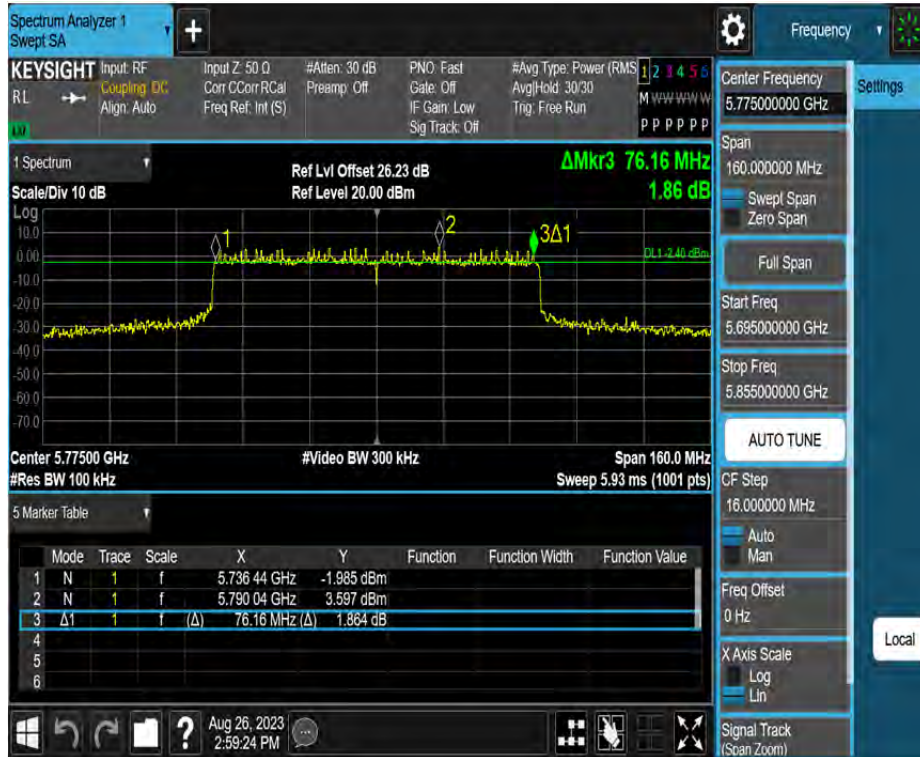 Spectrum Analyzer 1
Swept SA
+
Frequency
KEYSIGHT
RL
Input: RF
Coupling: DC
Align: Auto
Input Z: 50 Ω
Corr CCorr RCal
Freq Ref: Int (S)
#Atten: 30 dB
Preamp: Off
PNO: Fast
Gate: Off
IF Gain: Low
Sig Track: Off
#Avg Type: Power (RMS
Avg|Hold: 30/30
Trig: Free Run
1 2 3 4 5 6
M W W W W W
P P P P P P
1 Spectrum
Scale/Div 10 dB
Ref Lvl Offset 26.23 dB
Ref Level 20.00 dBm
ΔMkr3 76.16 MHz
1.86 dB
Log
10.0
0.00
-10.0
-20.0
-30.0
-40.0
-50.0
-60.0
-70.0
1
2
3Δ1
DL1 -2.40 dBm
Center 5.77500 GHz
#Video BW 300 kHz
Span 160.0 MHz
#Res BW 100 kHz
Sweep 5.93 ms (1001 pts)
5 Marker Table
Mode Trace Scale X Y Function Function Width Function Value
1 N 1 f 5.736 44 GHz -1.985 dBm
2 N 1 f 5.790 04 GHz 3.597 dBm
3 Δ1 1 f (Δ) 76.16 MHz (Δ) 1.864 dB
4
5
6
?
Aug 26, 2023
2:59:24 PM
Center Frequency
5.775000000 GHz
Span
160.000000 MHz
Swept Span
Zero Span
Full Span
Start Freq
5.695000000 GHz
Stop Freq
5.855000000 GHz
AUTO TUNE
CF Step
16.000000 MHz
Auto
Man
Freq Offset
0 Hz
X Axis Scale
Log
Lin
Signal Track
(Span Zoom)
Settings
Local